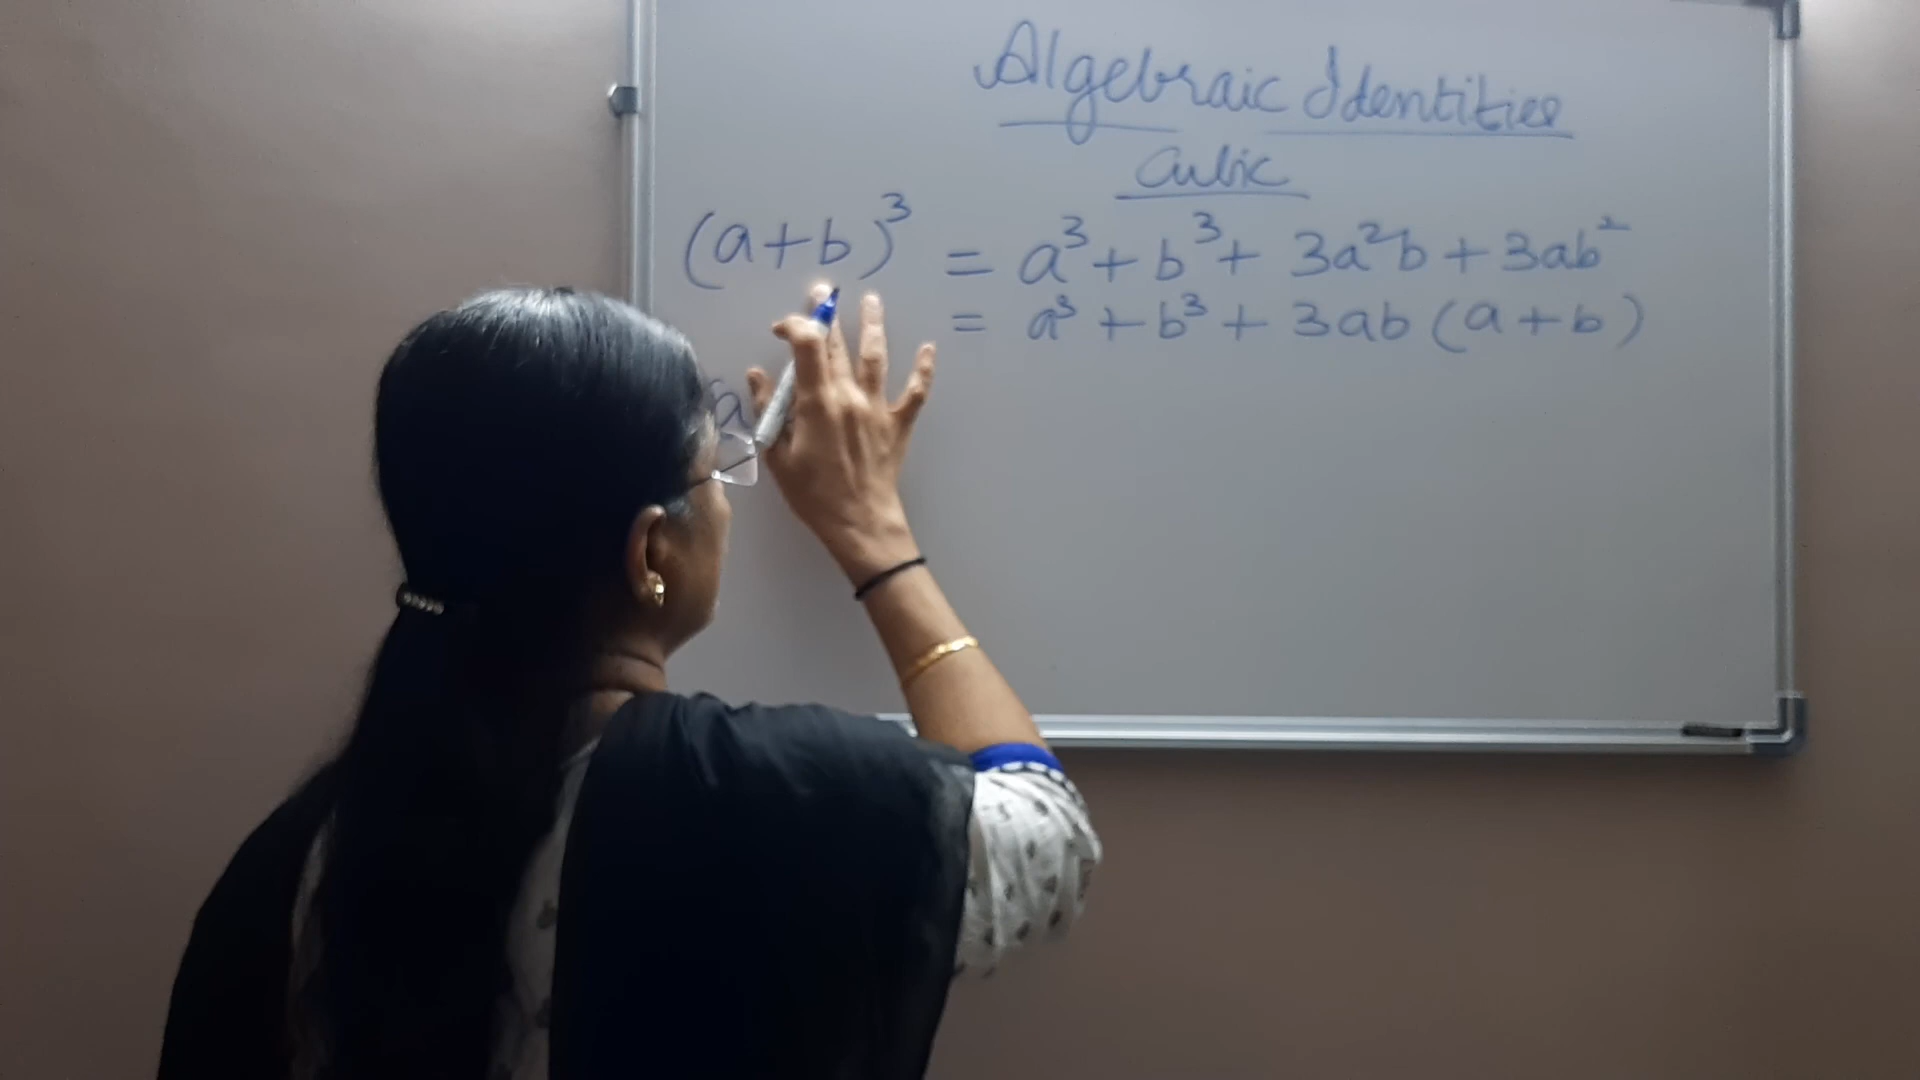 Algebraic Identities
Cubic
(a+b)³ = a³ + b³ + 3a²b + 3ab²
= a³ + b³ + 3ab (a + b)
(a